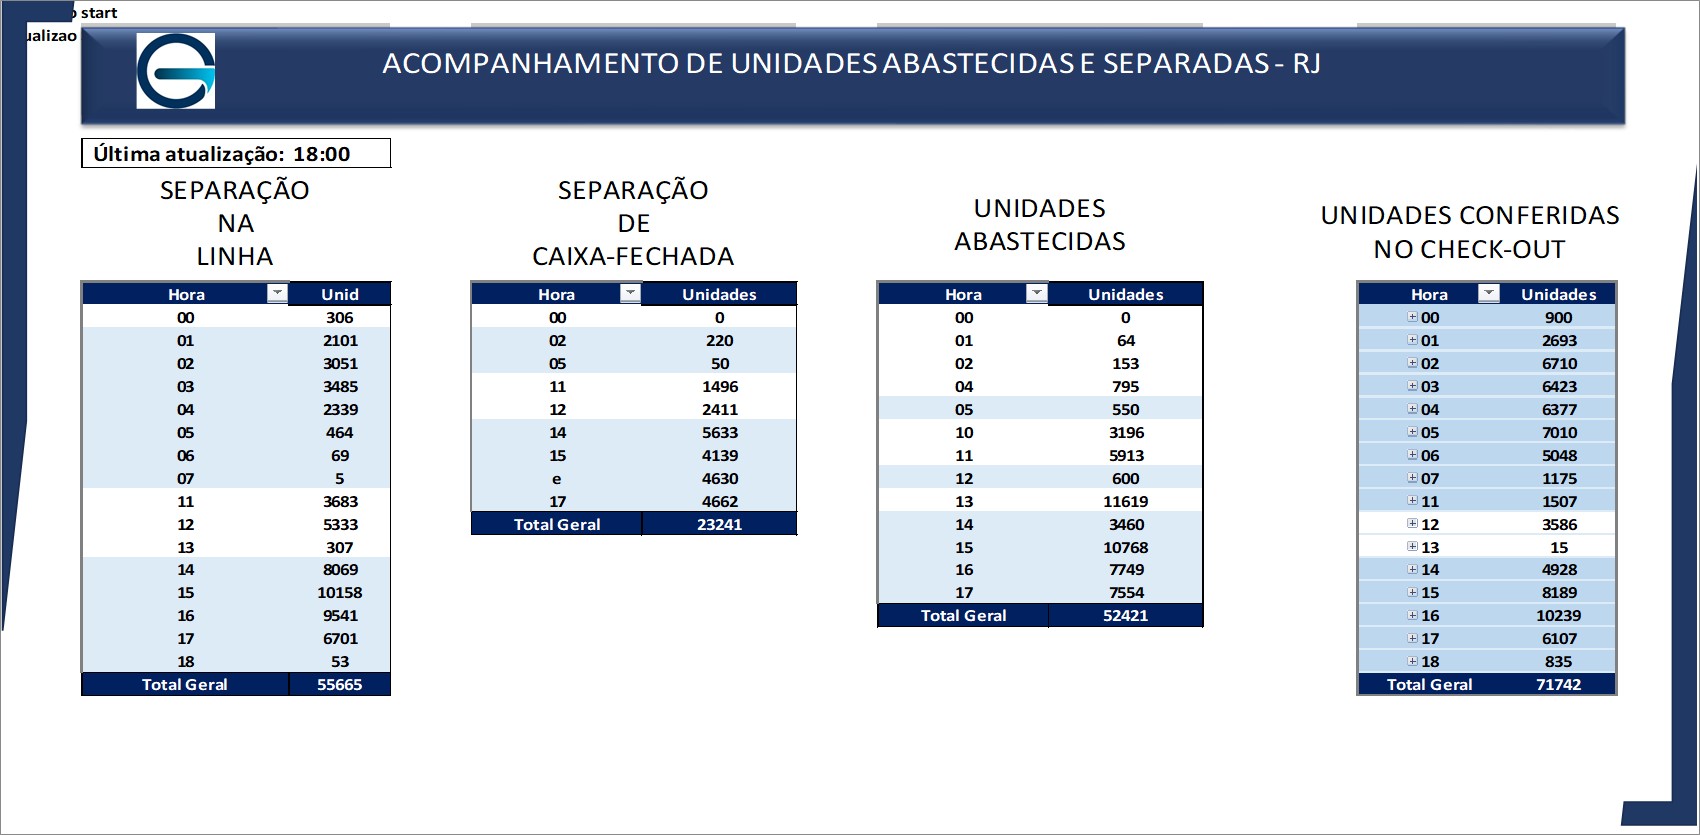 start
ualizao
ACOMPANHAMENTO DE UNIDADES ABASTECIDAS E SEPARADAS - RJ
Última atualização: 18:00
SEPARAÇÃO
NA
LINHA
Hora Unid
00 306
01 2101
02 3051
03 3485
04 2339
05 464
06 69
07 5
11 3683
12 5333
13 307
14 8069
15 10158
16 9541
17 6701
18 53
Total Geral 55665
SEPARAÇÃO
DE
CAIXA-FECHADA
Hora Unidades
00 0
02 220
05 50
11 1496
12 2411
14 5633
15 4139
e 4630
17 4662
Total Geral 23241
UNIDADES
ABASTECIDAS
Hora Unidades
00 0
01 64
02 153
04 795
05 550
10 3196
11 5913
12 600
13 11619
14 3460
15 10768
16 7749
17 7554
Total Geral 52421
UNIDADES CONFERIDAS
NO CHECK-OUT
Hora Unidades
00 900
01 2693
02 6710
03 6423
04 6377
05 7010
06 5048
07 1175
11 1507
12 3586
13 15
14 4928
15 8189
16 10239
17 6107
18 835
Total Geral 71742